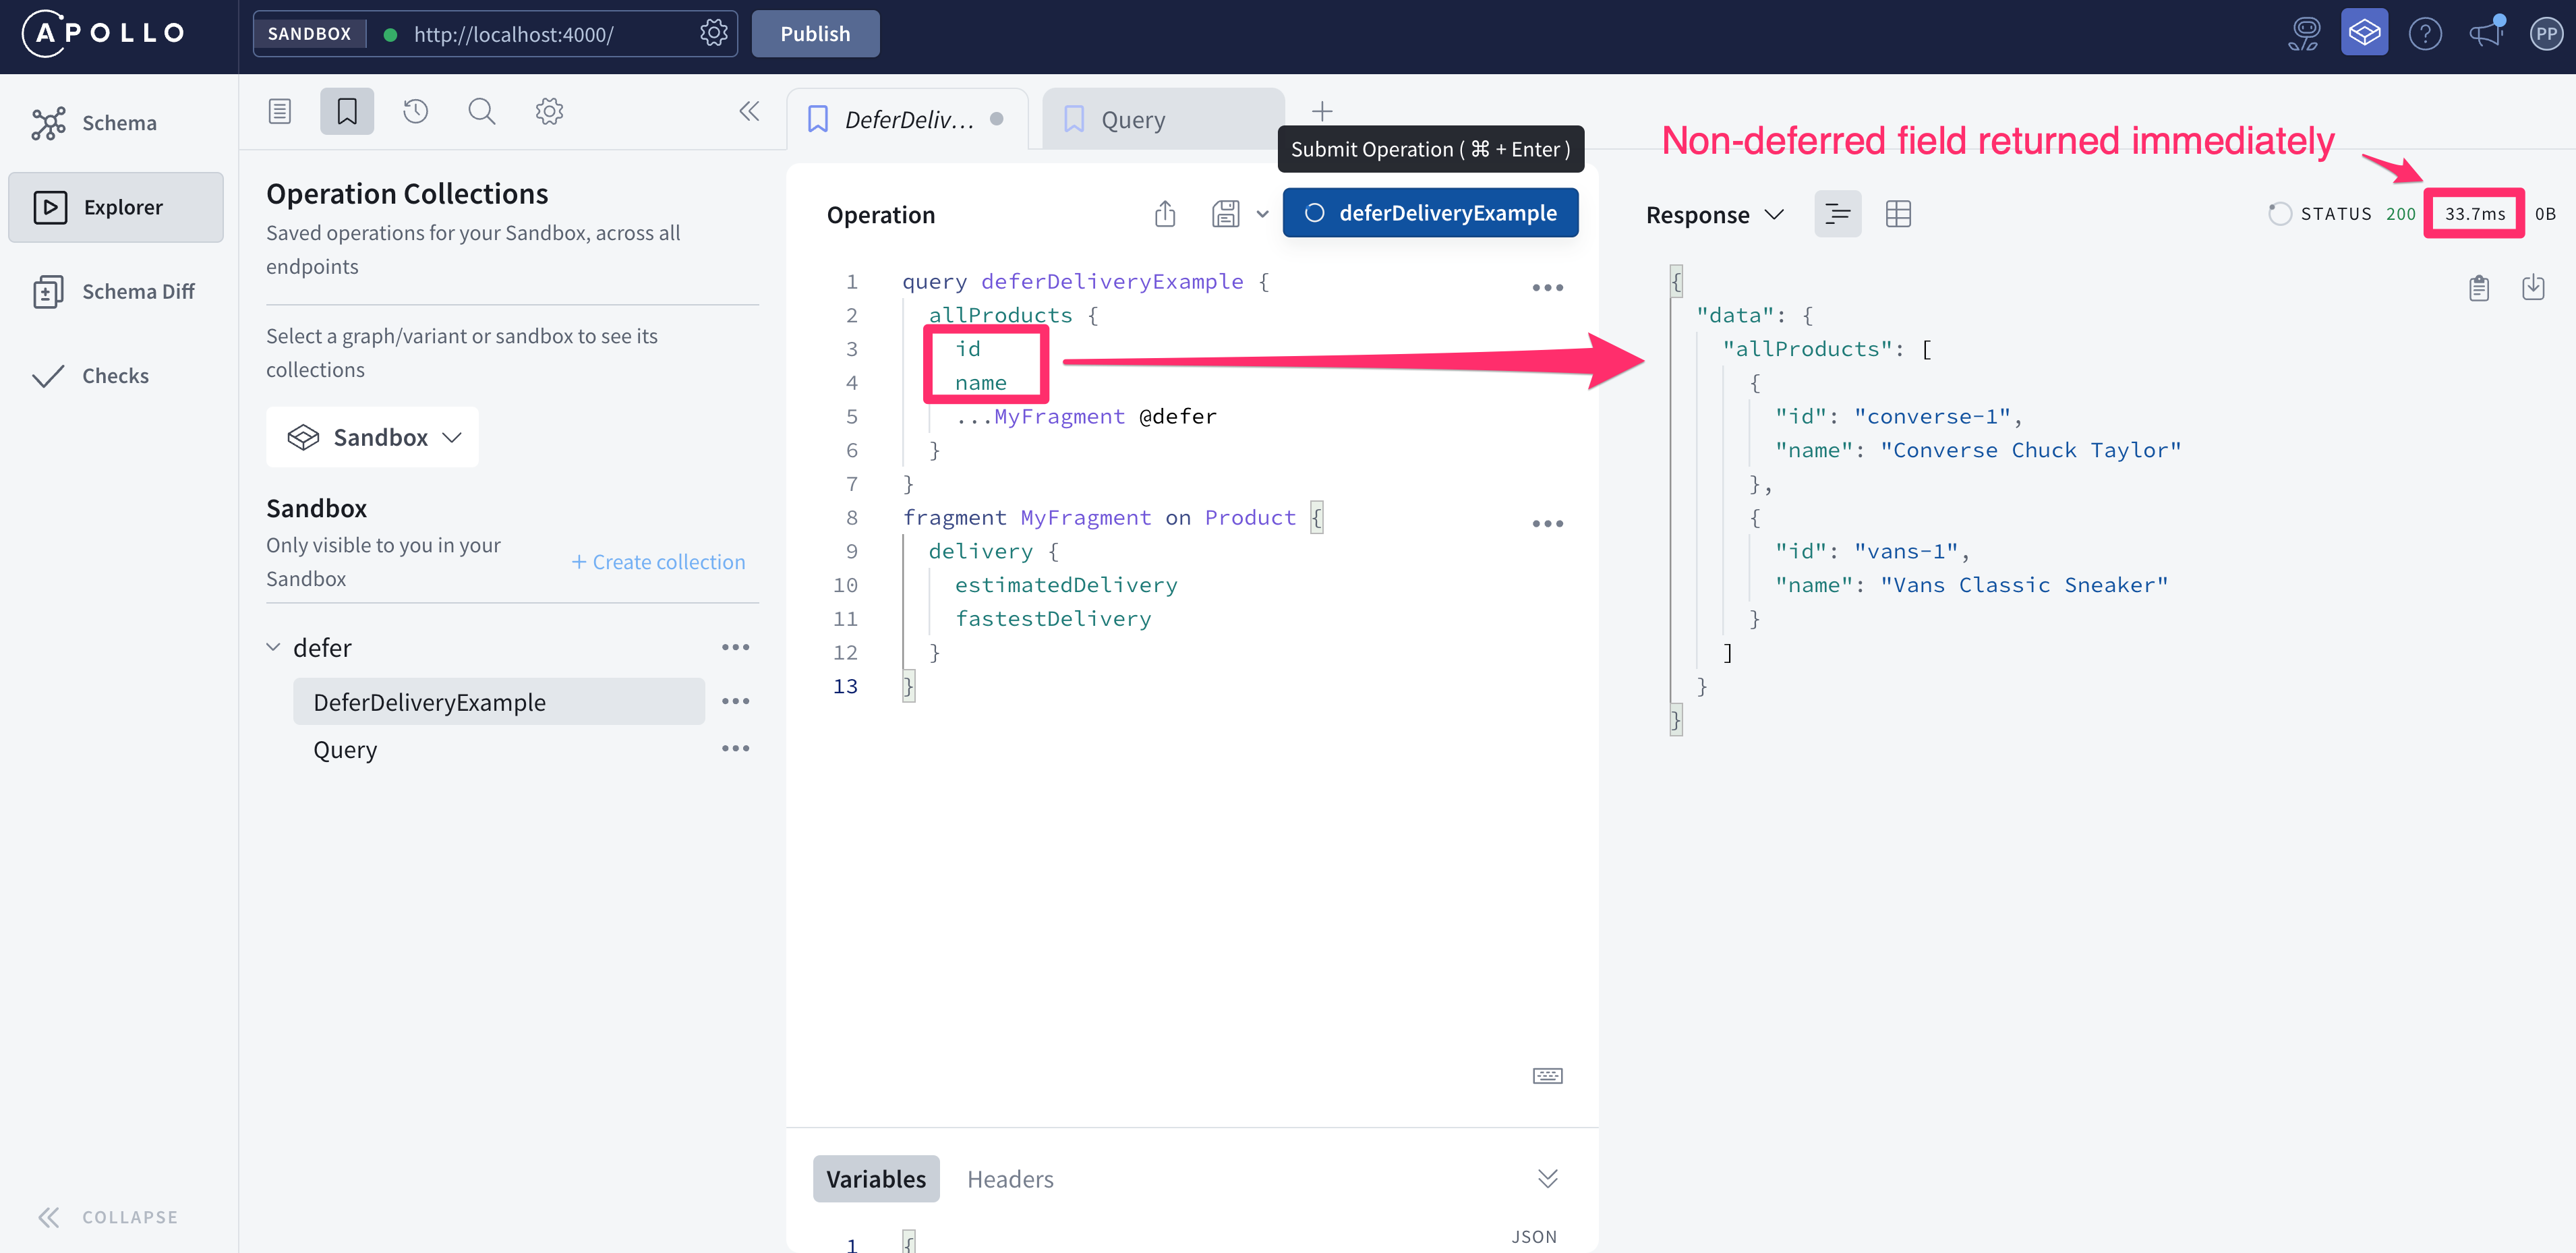 APOLLO
SANDBOX
http://localhost:4000/
Publish
PP
Schema
Explorer
Schema Diff
Checks
COLLAPSE
Operation Collections
Saved operations for your Sandbox, across all
endpoints
Select a graph/variant or sandbox to see its
collections
Sandbox
Sandbox
Only visible to you in your
Sandbox
+ Create collection
defer
DeferDeliveryExample
Query
DeferDeliv...
Query
Submit Operation ( ⌘ + Enter )
Operation
deferDeliveryExample
1 query deferDeliveryExample {
2 allProducts {
3 id
4 name
5 ...MyFragment @defer
6 }
7 }
8 fragment MyFragment on Product {
9 delivery {
10 estimatedDelivery
11 fastestDelivery
12 }
13 }
Variables
Headers
JSON
1 {
Non-deferred field returned immediately
Response
STATUS 200 33.7ms 0B
{
"data": {
"allProducts": [
{
"id": "converse-1",
"name": "Converse Chuck Taylor"
},
{
"id": "vans-1",
"name": "Vans Classic Sneaker"
}
]
}
}